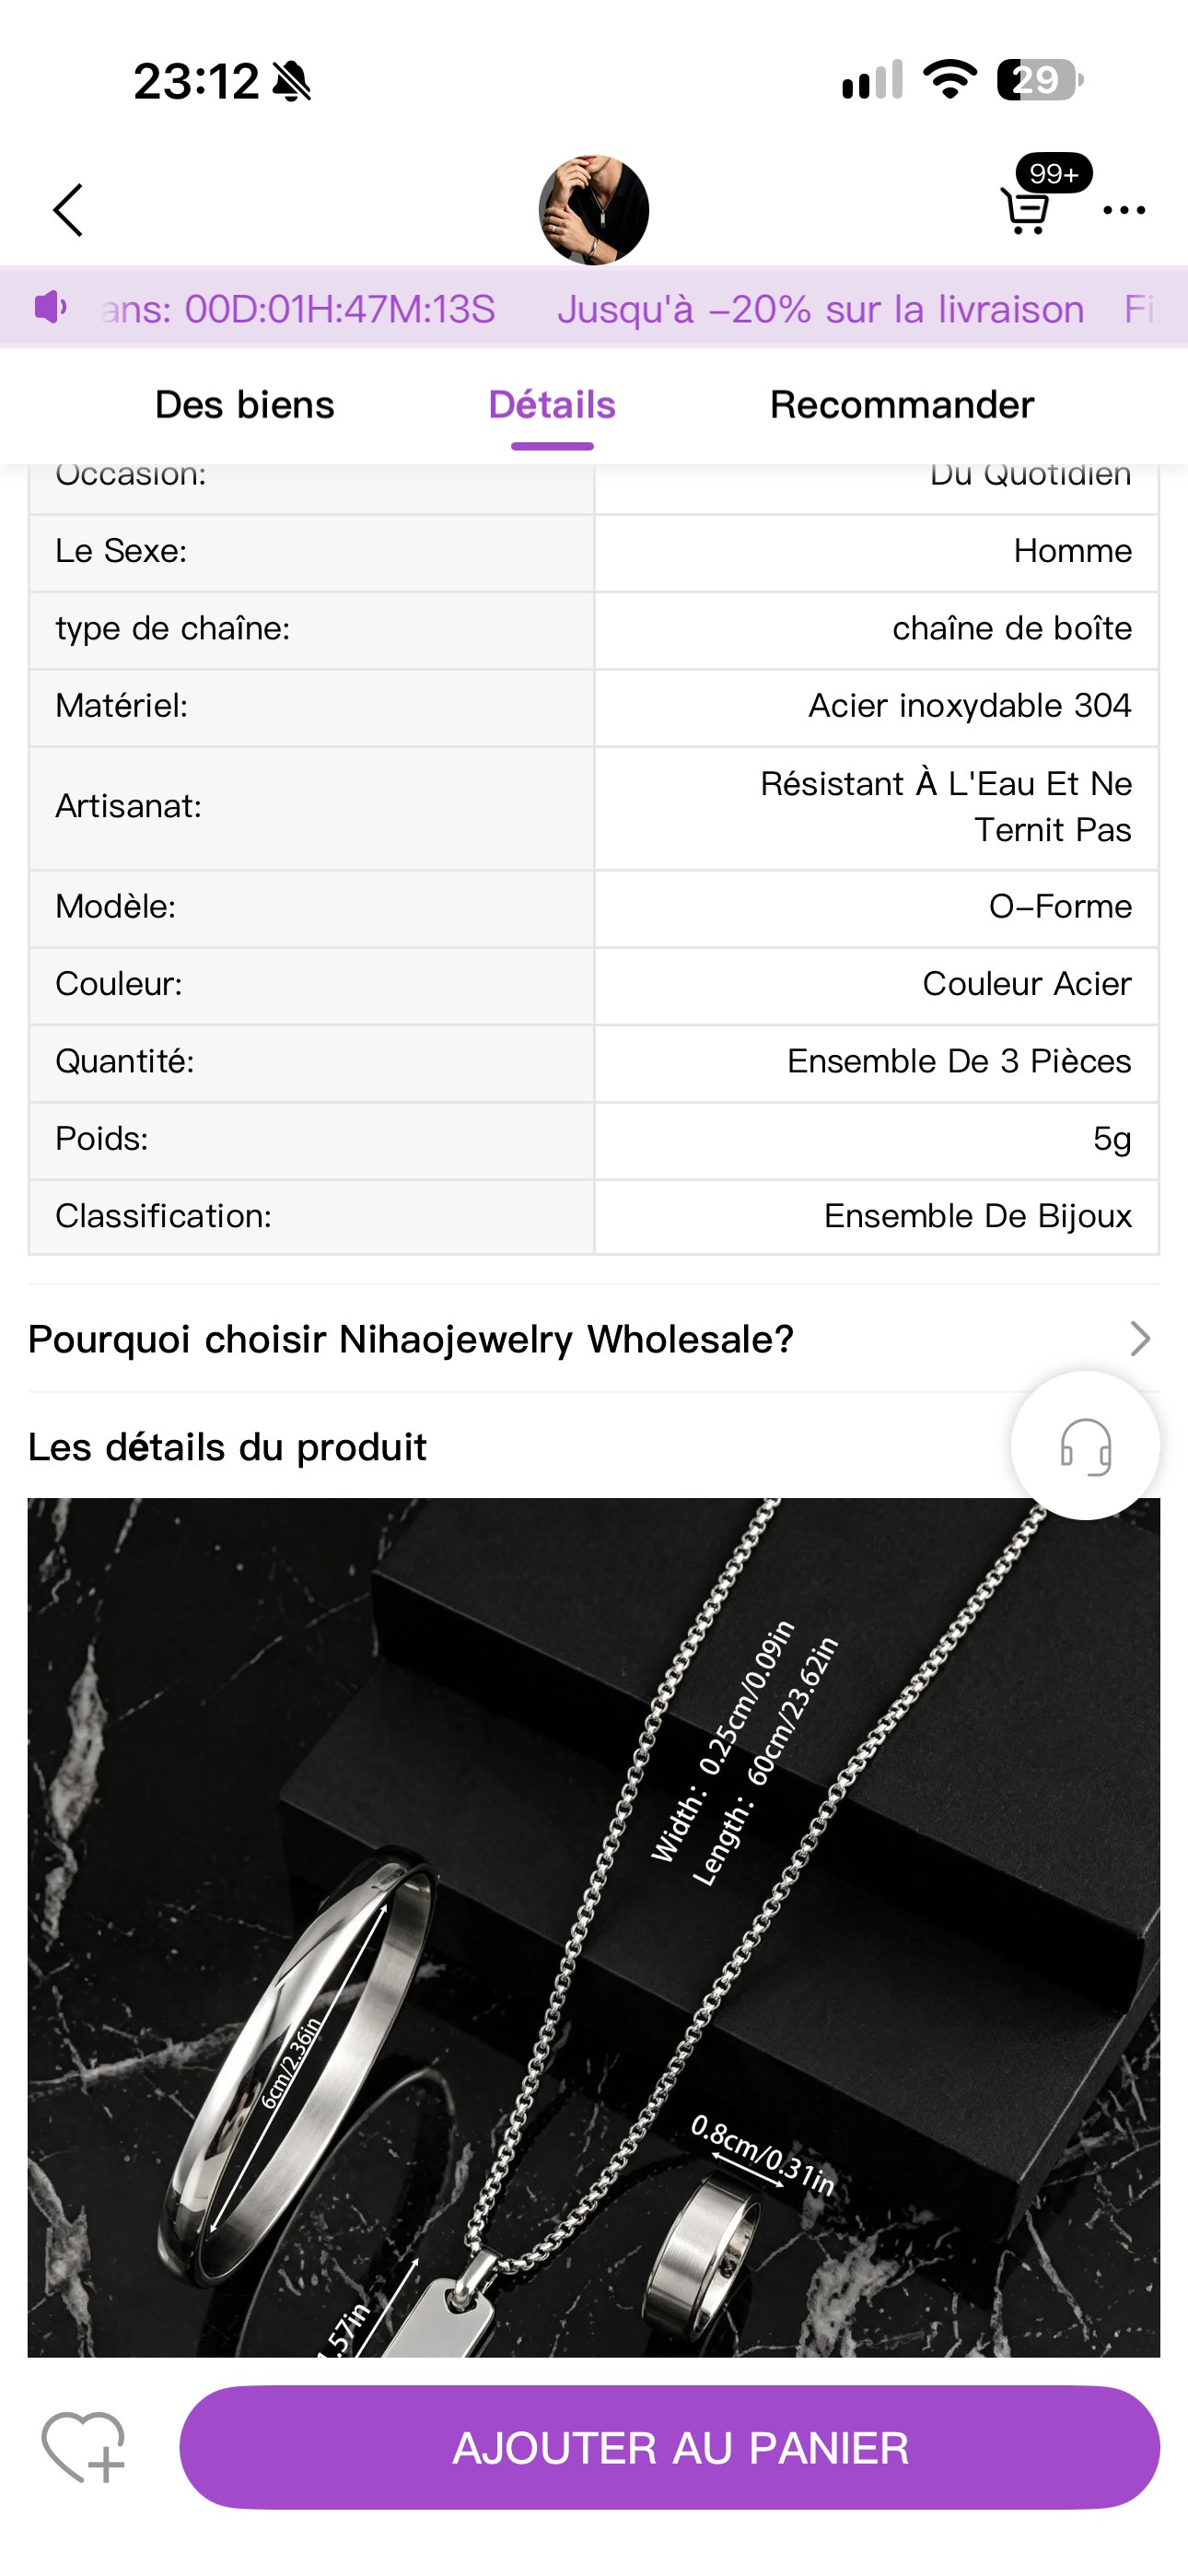 23:12
29
99+
ans: 00D:01H:47M:13S Jusqu'à -20% sur la livraison Fi
Des biens Détails Recommander
Occasion: Du Quotidien
Le Sexe: Homme
type de chaîne: chaîne de boîte
Matériel: Acier inoxydable 304
Artisanat: Résistant À L'Eau Et Ne
Ternit Pas
Modèle: O-Forme
Couleur: Couleur Acier
Quantité: Ensemble De 3 Pièces
Poids: 5g
Classification: Ensemble De Bijoux
Pourquoi choisir Nihaojewelry Wholesale?
Les détails du produit
Width: 0.25cm/0.09in
Length: 60cm/23.62in
6cm/2.36in
0.8cm/0.31in
1.57in
AJOUTER AU PANIER